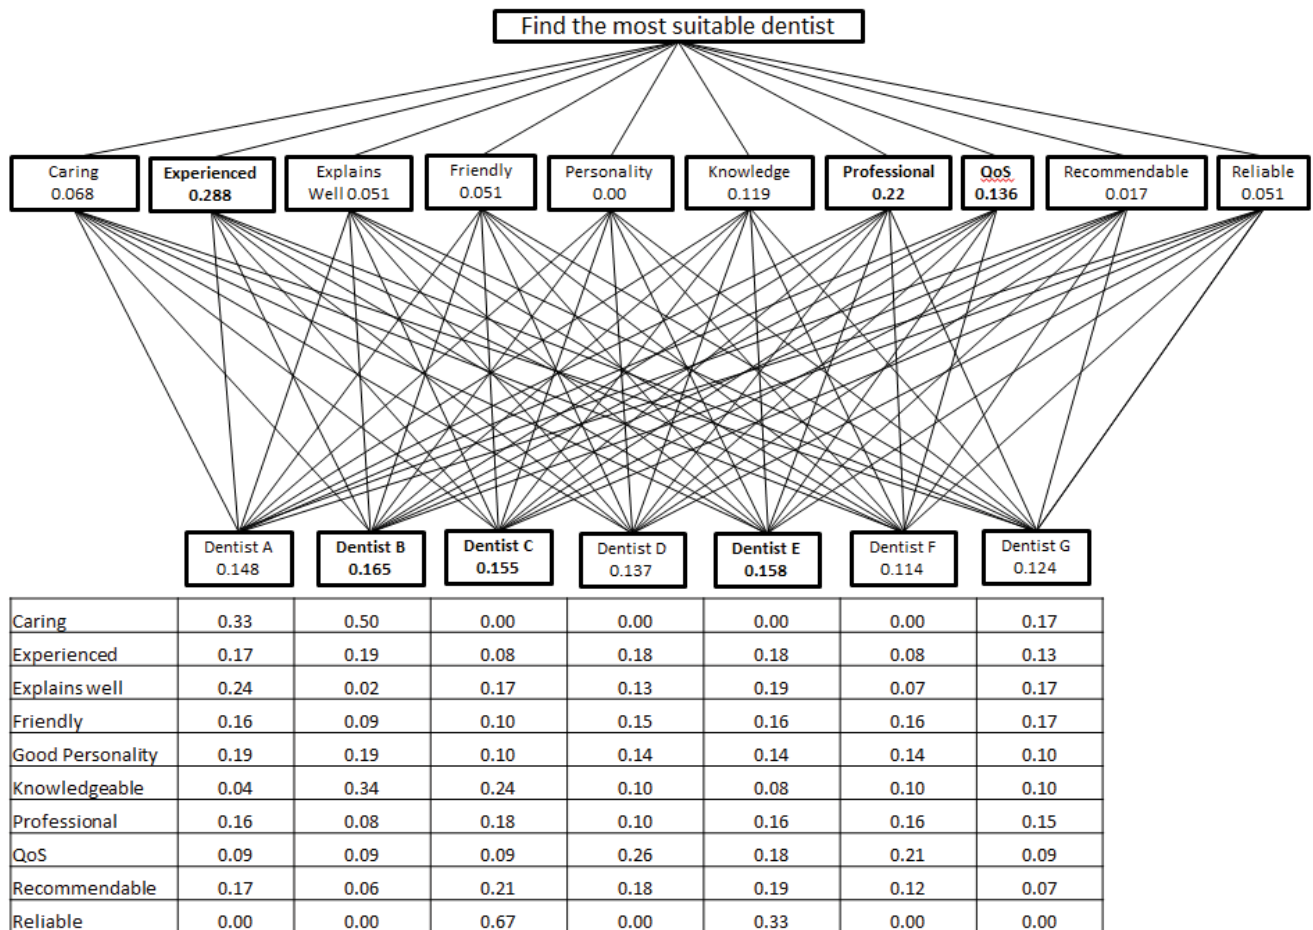 Find the most suitable dentist
Caring
0.068
Experienced
0.288
Explains
Well 0.051
Friendly
0.051
Personality
0.00
Knowledge
0.119
Professional
0.22
QoS
0.136
Recommendable
0.017
Reliable
0.051
Dentist A
0.148
Dentist B
0.165
Dentist C
0.155
Dentist D
0.137
Dentist E
0.158
Dentist F
0.114
Dentist G
0.124
Caring 0.33 0.50 0.00 0.00 0.00 0.00 0.17
Experienced 0.17 0.19 0.08 0.18 0.18 0.08 0.13
Explains well 0.24 0.02 0.17 0.13 0.19 0.07 0.17
Friendly 0.16 0.09 0.10 0.15 0.16 0.16 0.17
Good Personality 0.19 0.19 0.10 0.14 0.14 0.14 0.10
Knowledgeable 0.04 0.34 0.24 0.10 0.08 0.10 0.10
Professional 0.16 0.08 0.18 0.10 0.16 0.16 0.15
QoS 0.09 0.09 0.09 0.26 0.18 0.21 0.09
Recommendable 0.17 0.06 0.21 0.18 0.19 0.12 0.07
Reliable 0.00 0.00 0.67 0.00 0.33 0.00 0.00